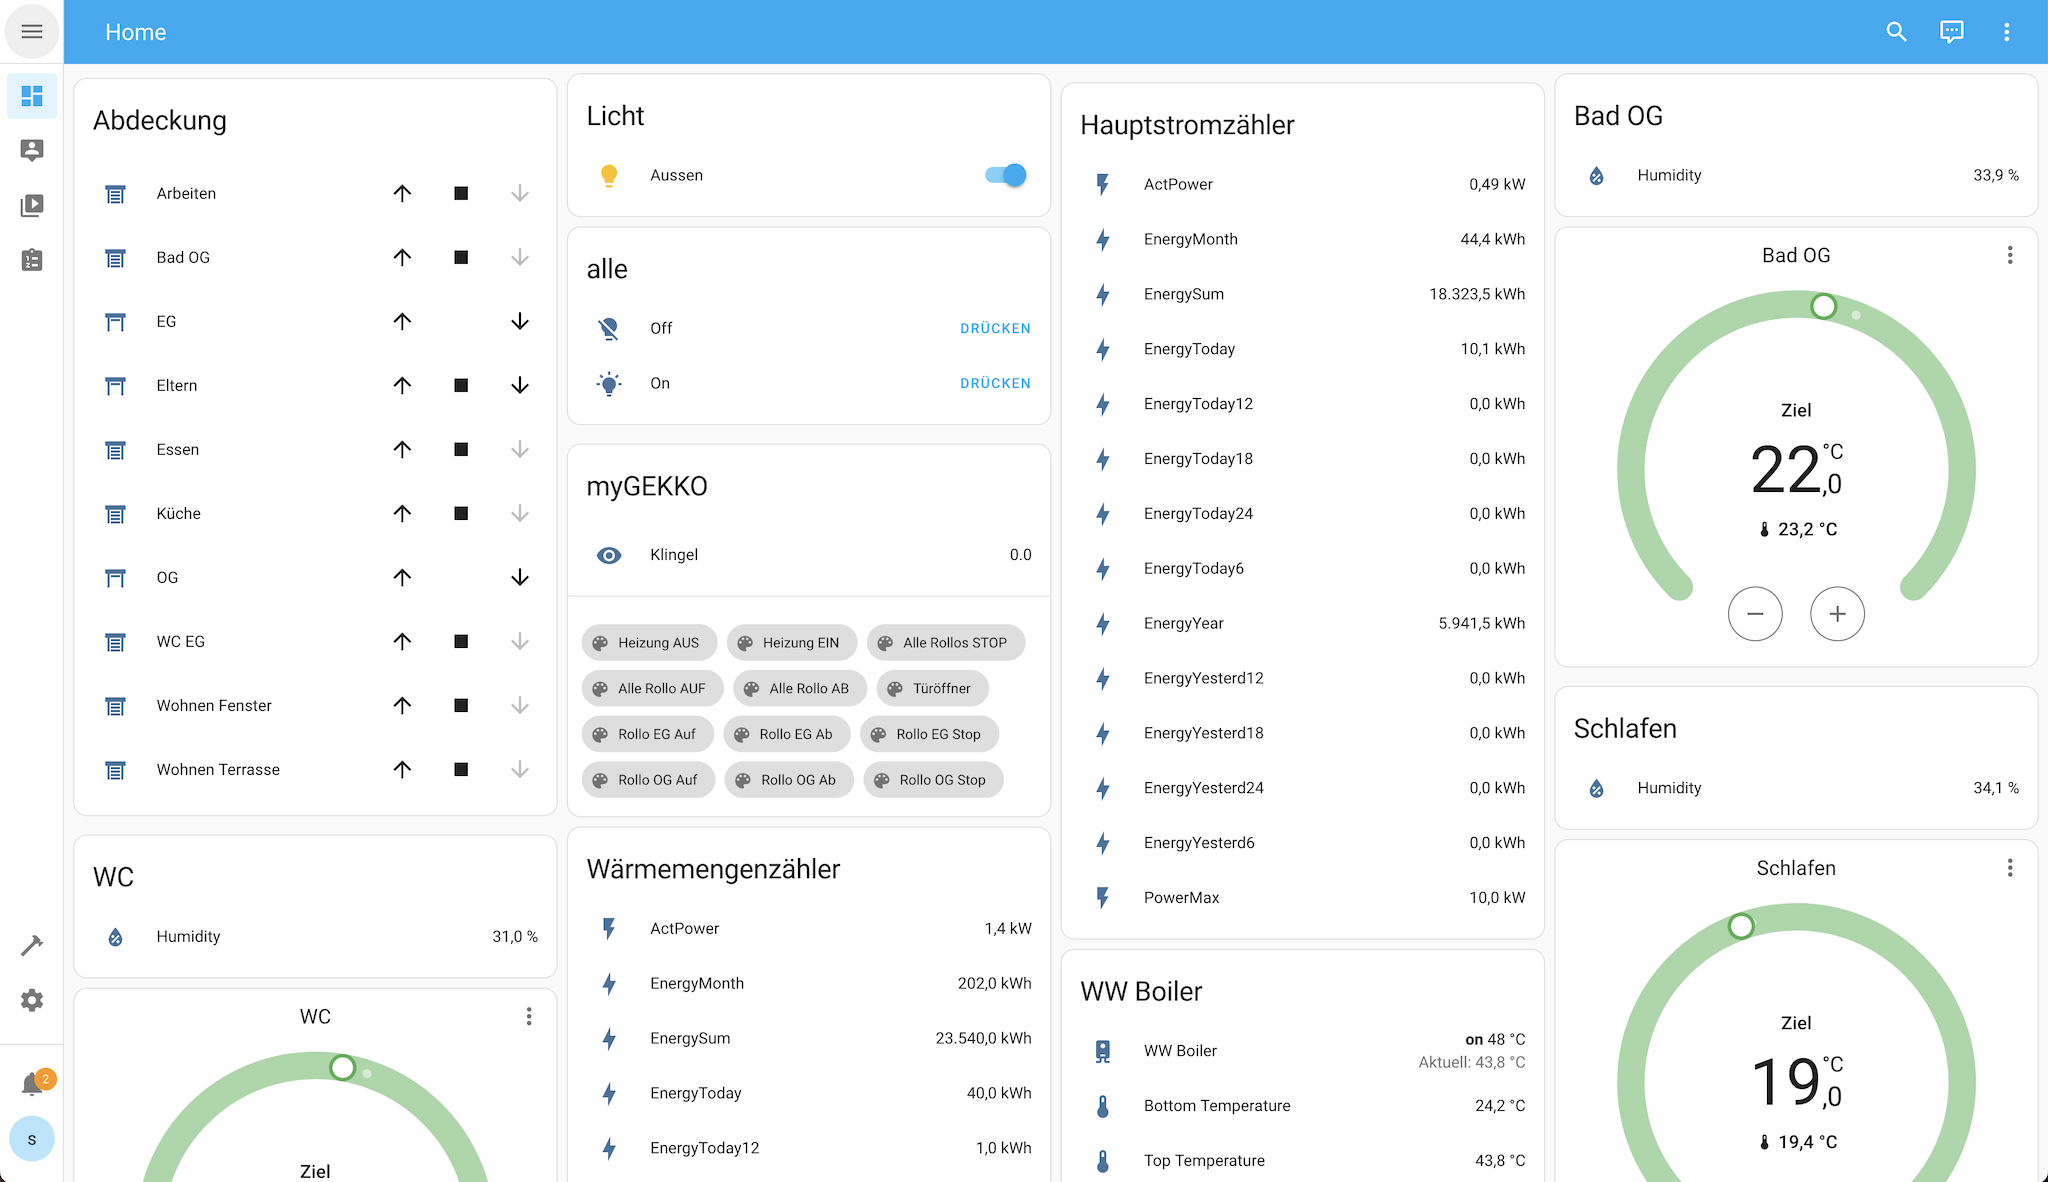 Home
Abdeckung
Arbeiten
Bad OG
EG
Eltern
Essen
Küche
OG
WC EG
Wohnen Fenster
Wohnen Terrasse
WC
Humidity 31,0 %
WC
Ziel
Licht
Aussen
alle
Off DRÜCKEN
On DRÜCKEN
myGEKKO
Klingel 0.0
Heizung AUS Heizung EIN Alle Rollos STOP
Alle Rollo AUF Alle Rollo AB Türöffner
Rollo EG Auf Rollo EG Ab Rollo EG Stop
Rollo OG Auf Rollo OG Ab Rollo OG Stop
Wärmemengenzähler
ActPower 1,4 kW
EnergyMonth 202,0 kWh
EnergySum 23.540,0 kWh
EnergyToday 40,0 kWh
EnergyToday12 1,0 kWh
Hauptstromzähler
ActPower 0,49 kW
EnergyMonth 44,4 kWh
EnergySum 18.323,5 kWh
EnergyToday 10,1 kWh
EnergyToday12 0,0 kWh
EnergyToday18 0,0 kWh
EnergyToday24 0,0 kWh
EnergyToday6 0,0 kWh
EnergyYear 5.941,5 kWh
EnergyYesterd12 0,0 kWh
EnergyYesterd18 0,0 kWh
EnergyYesterd24 0,0 kWh
EnergyYesterd6 0,0 kWh
PowerMax 10,0 kW
WW Boiler
WW Boiler on 48 °C
Aktuell: 43,8 °C
Bottom Temperature 24,2 °C
Top Temperature 43,8 °C
Bad OG
Humidity 33,9 %
Bad OG
Ziel
22,0 °C
23,2 °C
Schlafen
Humidity 34,1 %
Schlafen
Ziel
19,0 °C
19,4 °C
2
s